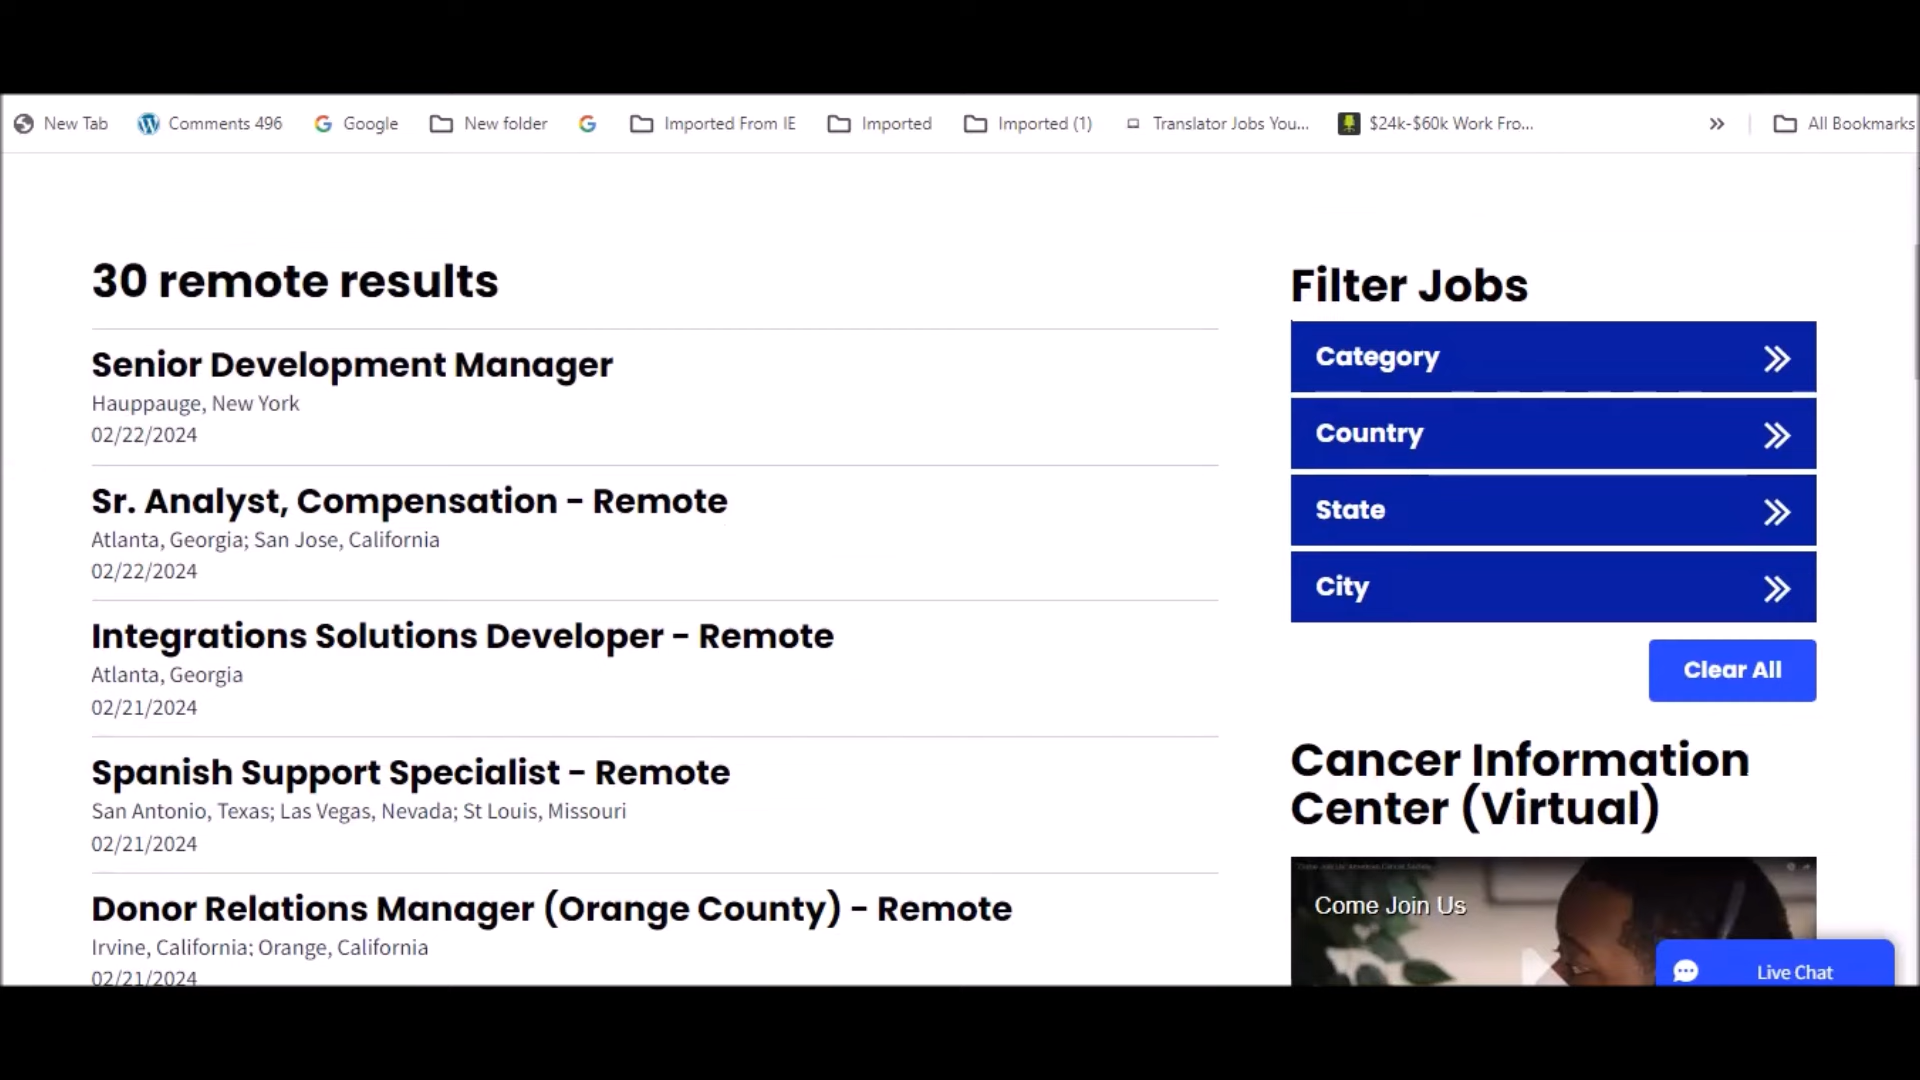 New Tab
Comments 496
Google
New folder
Imported From IE
Imported
Imported (1)
Translator Jobs You...
$24k-$60k Work Fro...
All Bookmarks
30 remote results
Senior Development Manager
Hauppauge, New York
02/22/2024
Sr. Analyst, Compensation - Remote
Atlanta, Georgia; San Jose, California
02/22/2024
Integrations Solutions Developer - Remote
Atlanta, Georgia
02/21/2024
Spanish Support Specialist - Remote
San Antonio, Texas; Las Vegas, Nevada; St Louis, Missouri
02/21/2024
Donor Relations Manager (Orange County) - Remote
Irvine, California; Orange, California
02/21/2024
Filter Jobs
Category
Country
State
City
Clear All
Cancer Information
Center (Virtual)
Come Join Us
Live Chat